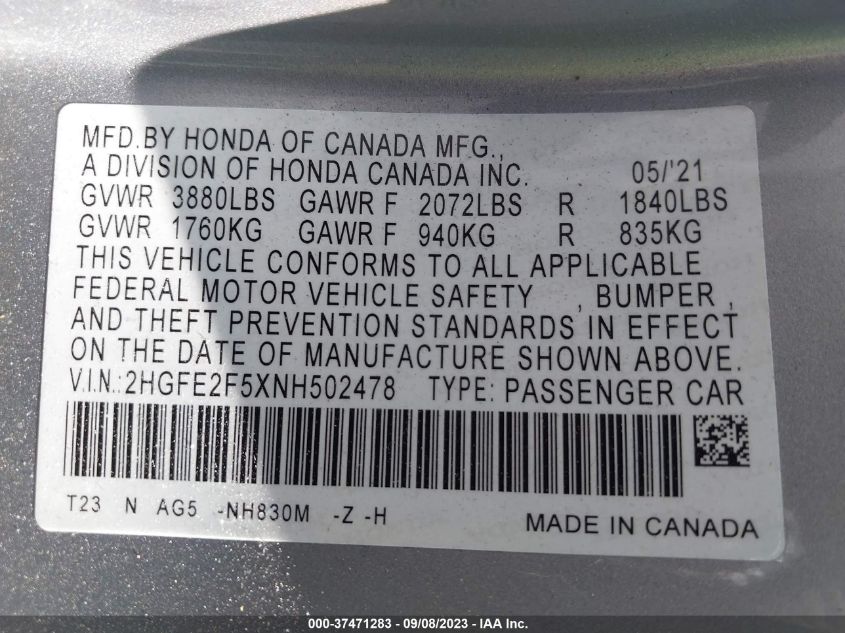 MFD.BY HONDA OF CANADA MFG.,
A DIVISION OF HONDA CANADA INC. 05/'21
GVWR 3880LBS GAWR F 2072LBS R 1840LBS
GVWR 1760KG GAWR F 940KG R 835KG
THIS VEHICLE CONFORMS TO ALL APPLICABLE
FEDERAL MOTOR VEHICLE SAFETY , BUMPER ,
AND THEFT PREVENTION STANDARDS IN EFFECT
ON THE DATE OF MANUFACTURE SHOWN ABOVE.
V.I.N.: 2HGFE2F5XNH502478 TYPE: PASSENGER CAR
T23 N AG5 -NH830M -Z -H
MADE IN CANADA
000-37471283 - 09/08/2023 - IAA Inc.